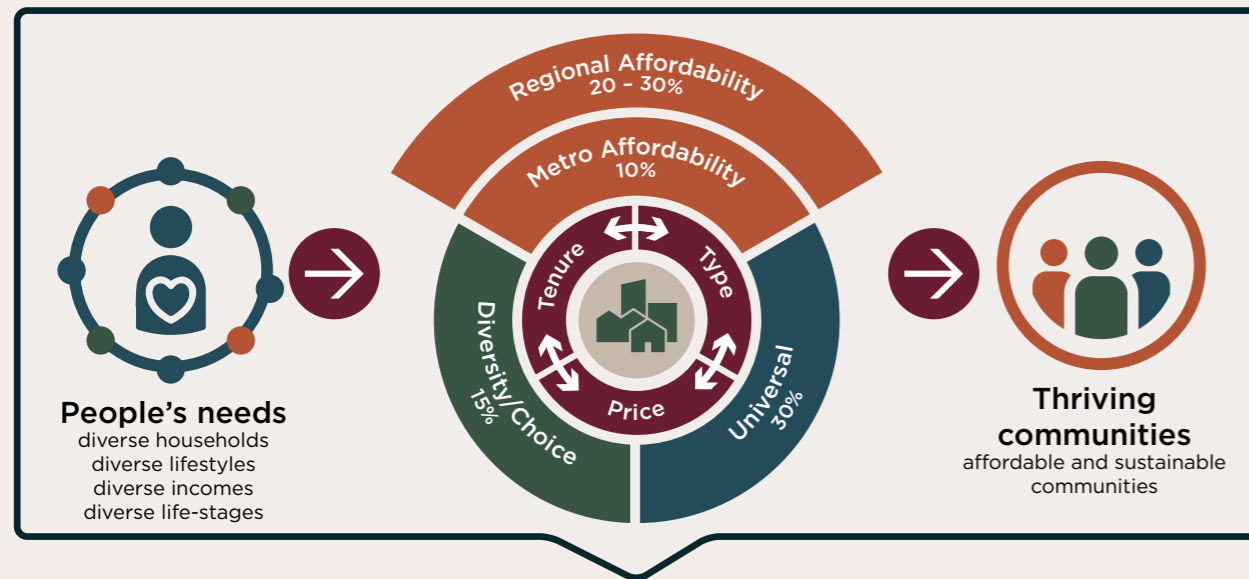 Regional Affordability
20 – 30%
Metro Affordability
10%
Tenure
Type
Price
Diversity/Choice
15%
Universal
30%
People's needs
diverse households
diverse lifestyles
diverse incomes
diverse life-stages
Thriving
communities
affordable and sustainable
communities